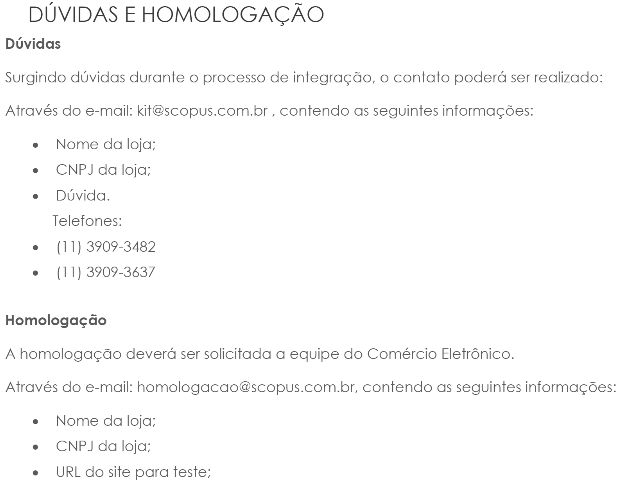 DÚVIDAS E HOMOLOGAÇÃO
Dúvidas
Surgindo dúvidas durante o processo de integração, o contato poderá ser realizado:
Através do e-mail: kit@scopus.com.br , contendo as seguintes informações:
• Nome da loja;
• CNPJ da loja;
• Dúvida.
Telefones:
• (11) 3909-3482
• (11) 3909-3637
Homologação
A homologação deverá ser solicitada a equipe do Comércio Eletrônico.
Através do e-mail: homologacao@scopus.com.br, contendo as seguintes informações:
• Nome da loja;
• CNPJ da loja;
• URL do site para teste;